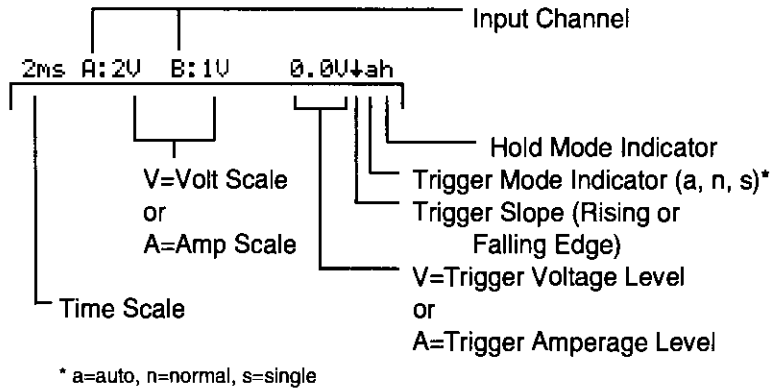 Input Channel
2ms A:2V B:1V 0.0V↓ah
Hold Mode Indicator
V=Volt Scale
or
A=Amp Scale
Trigger Mode Indicator (a, n, s)*
Trigger Slope (Rising or
Falling Edge)
V=Trigger Voltage Level
or
A=Trigger Amperage Level
Time Scale
* a=auto, n=normal, s=single